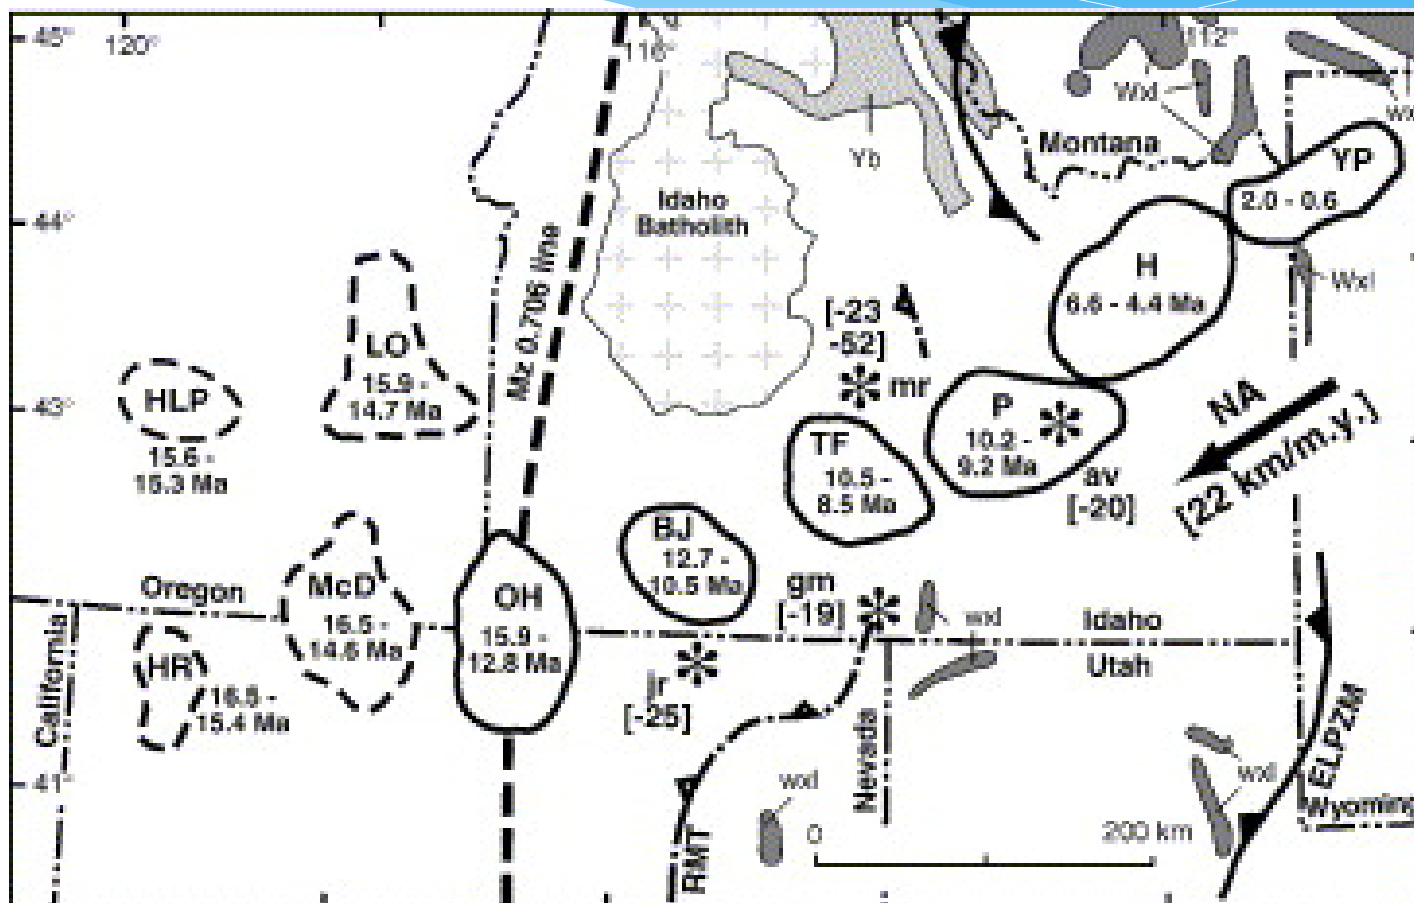 45°
120°
116°
112°
Wxl
wxl
Montana
YP
Yb
2.0 - 0.6
44°
Idaho
Batholith
Mz 0.706 line
H
6.6 - 4.4 Ma
Wxl
[-23
-52]
mr
LO
15.9 -
14.7 Ma
HLP
15.6 -
15.3 Ma
43°
P
10.2 -
9.2 Ma
NA
[22 km/m.y.]
TF
10.5 -
8.5 Ma
av
[-20]
BJ
12.7 -
10.5 Ma
gm
[-19]
wxl
Oregon
McD
16.5 -
14.6 Ma
OH
15.9 -
12.8 Ma
Idaho
Utah
California
HR
16.5 -
15.4 Ma
[-25]
Nevada
ELPZM
41°
wxl
wxl
Wyoming
RMT
0
200 km